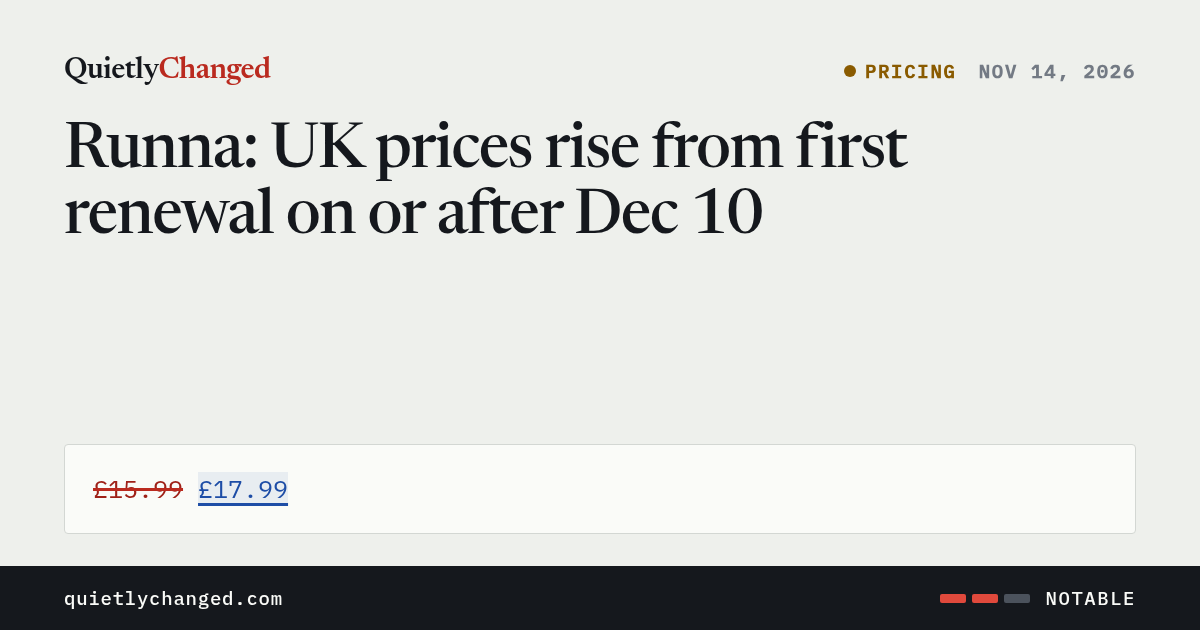 QuietlyChanged
PRICING NOV 14, 2026
Runna: UK prices rise from first
renewal on or after Dec 10
£15.99 £17.99
quietlychanged.com
NOTABLE